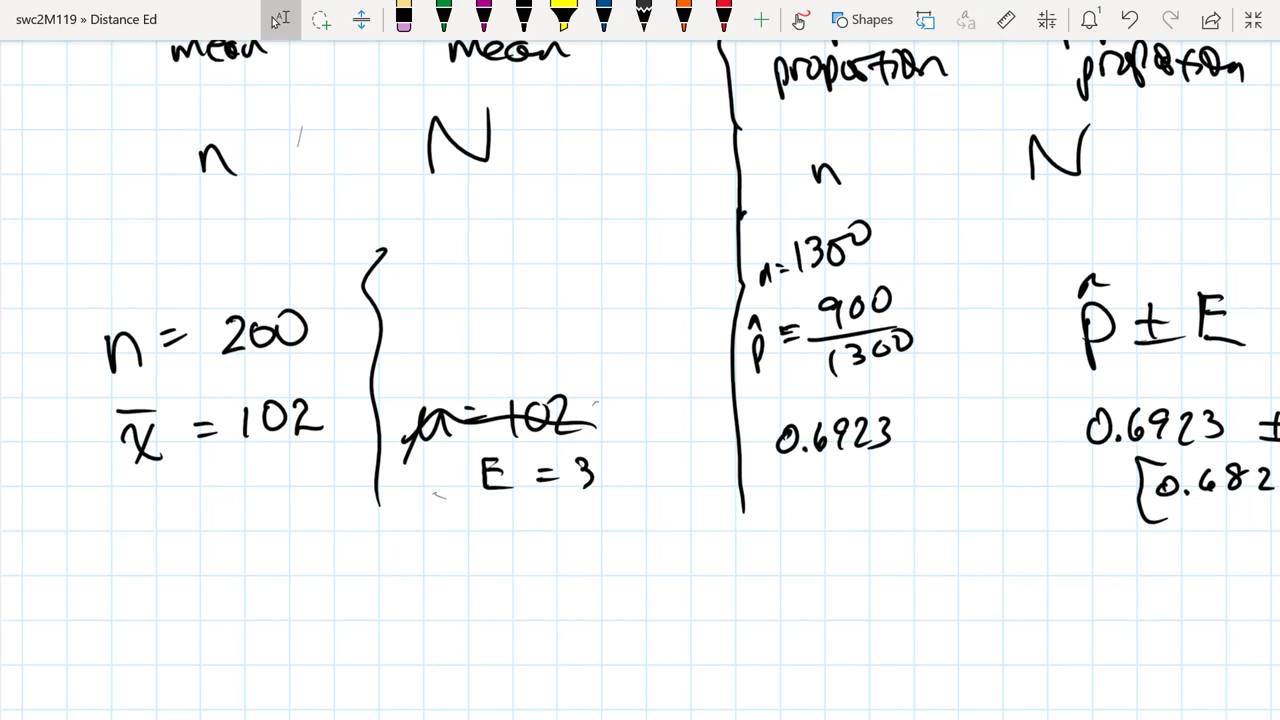 swc2M119 » Distance Ed
Shapes
mean
mean
proportion
proportion
n
N
n
N
n = 200
x̄ = 102
μ = 102
E = 3
n = 1300
p̂ = 900/1300
0.6923
p̂ ± E
0.6923 ±
[0.682